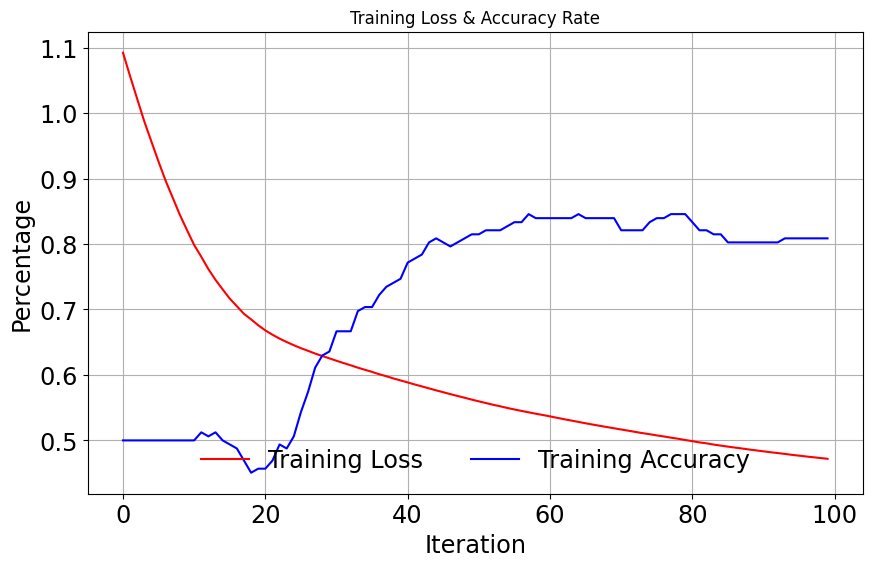 Training Loss & Accuracy Rate
Percentage
1.1
1.0
0.9
0.8
0.7
0.6
0.5
Training Loss
Training Accuracy
0 20 40 60 80 100
Iteration